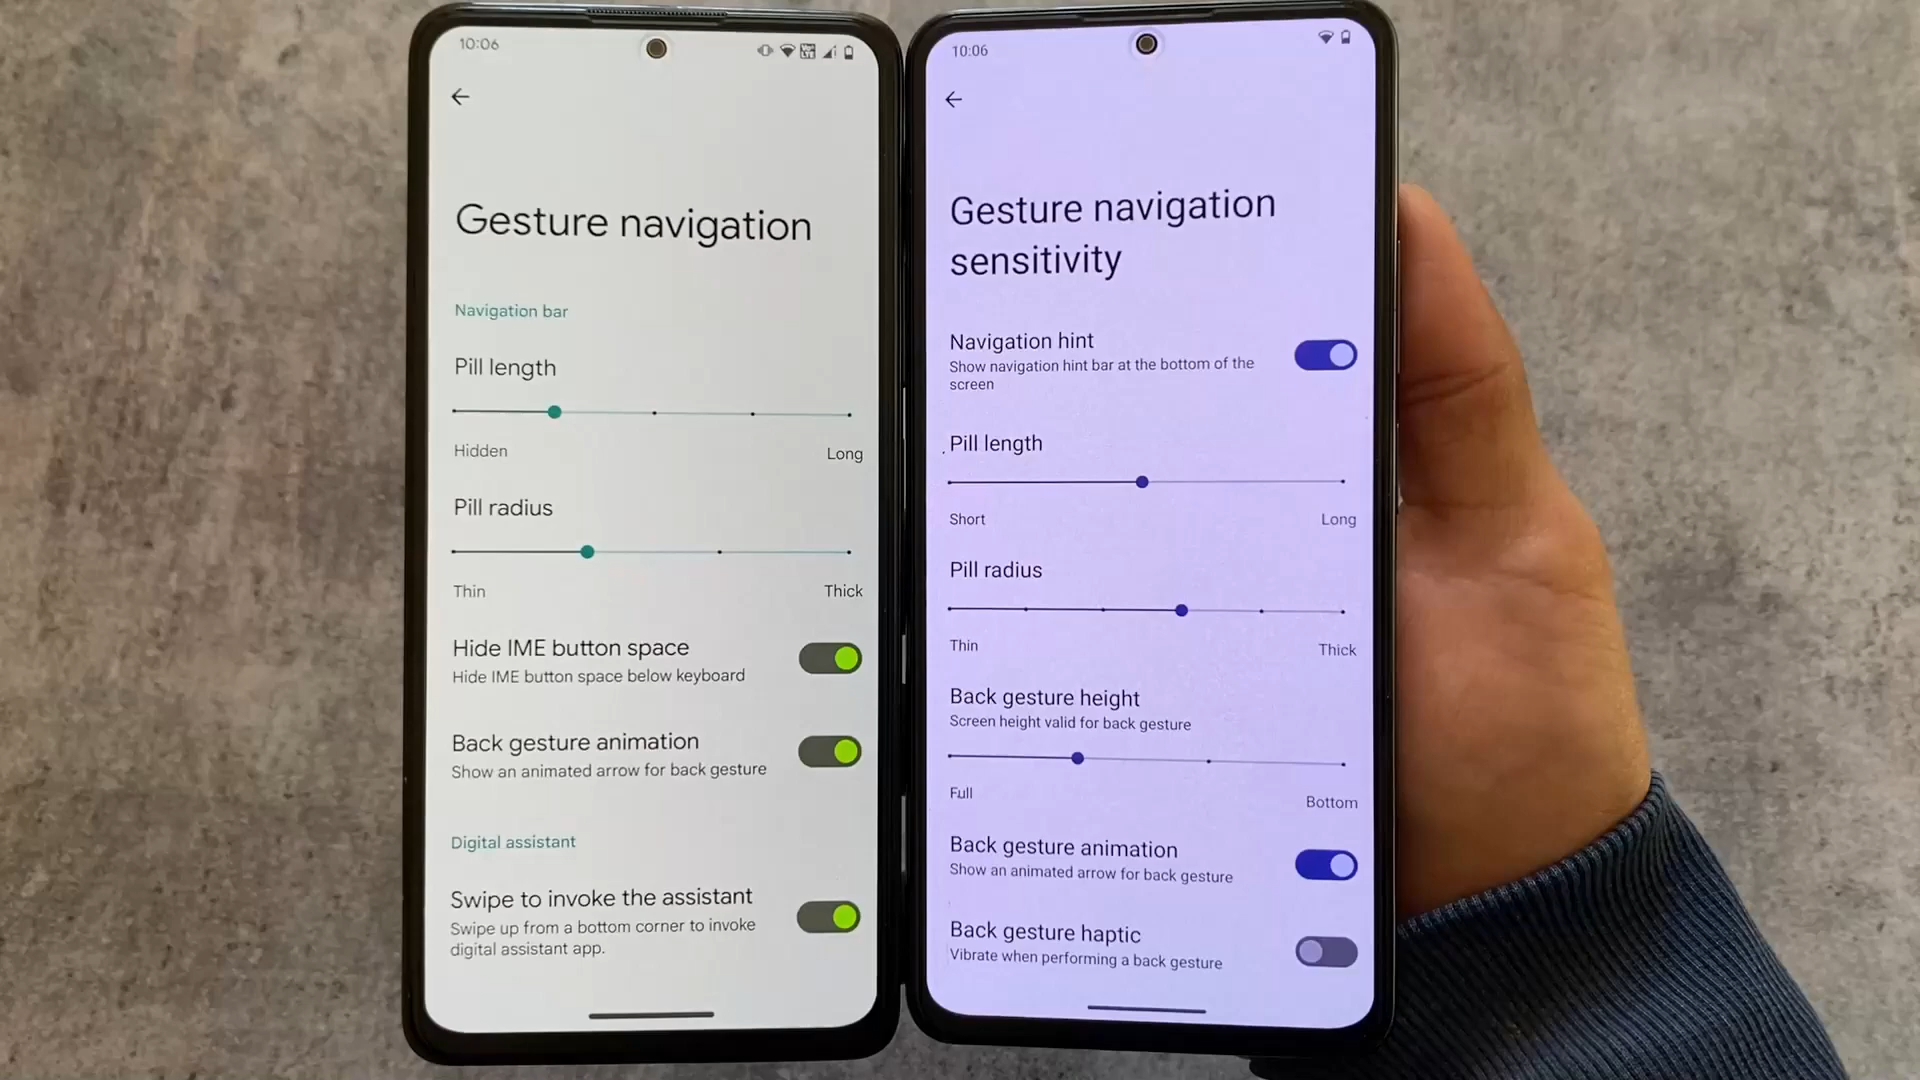 10:06
Gesture navigation
Navigation bar
Pill length
Hidden
Long
Pill radius
Thin
Thick
Hide IME button space
Hide IME button space below keyboard
Back gesture animation
Show an animated arrow for back gesture
Digital assistant
Swipe to invoke the assistant
Swipe up from a bottom corner to invoke
digital assistant app.
10:06
Gesture navigation
sensitivity
Navigation hint
Show navigation hint bar at the bottom of the
screen
Pill length
Short
Long
Pill radius
Thin
Thick
Back gesture height
Screen height valid for back gesture
Full
Bottom
Back gesture animation
Show an animated arrow for back gesture
Back gesture haptic
Vibrate when performing a back gesture